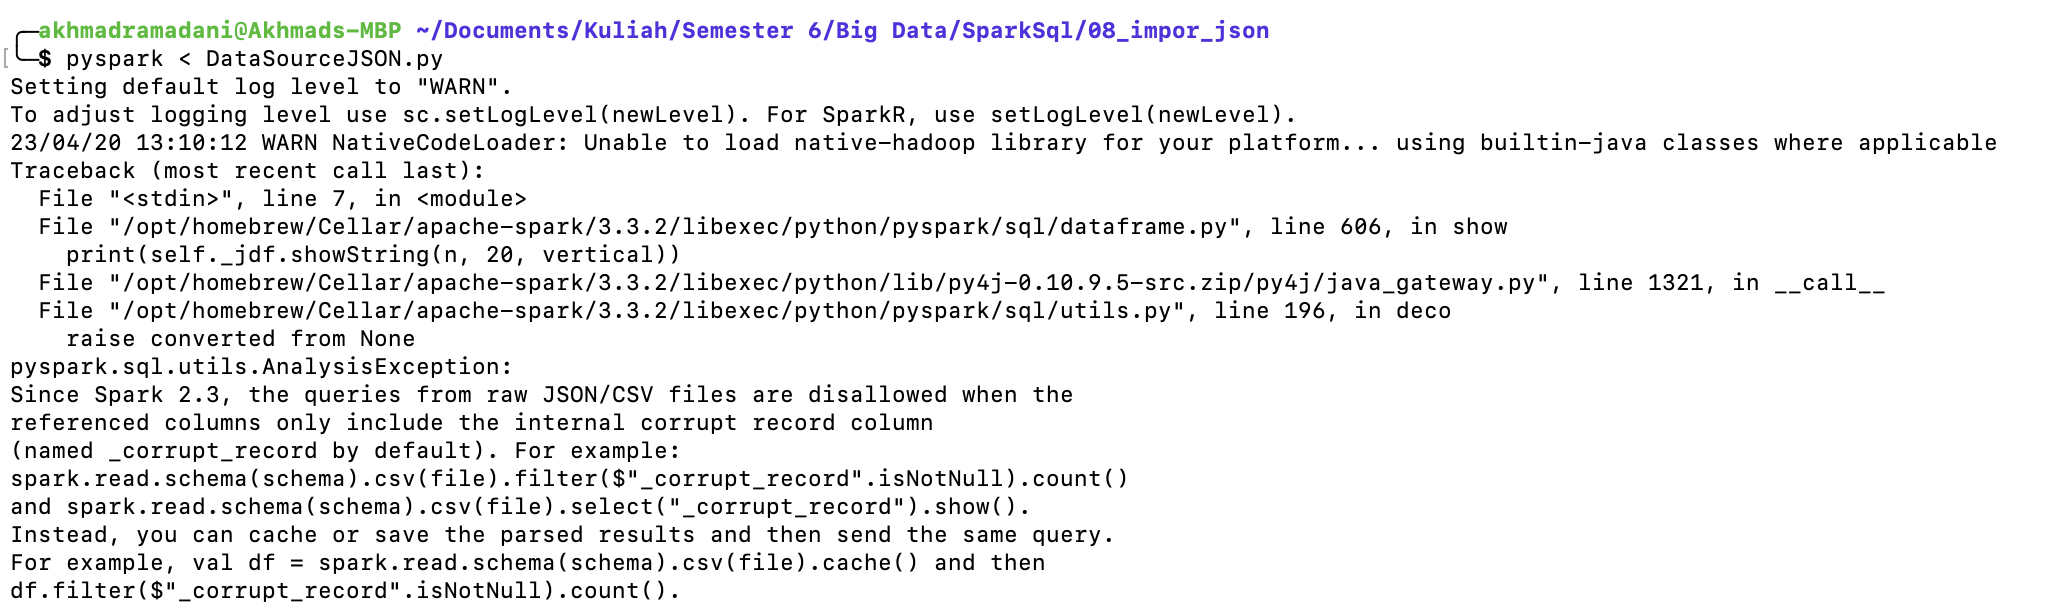 akhmadramadani@Akhmads-MBP ~/Documents/Kuliah/Semester 6/Big Data/SparkSql/08_impor_json
$ pyspark < DataSourceJSON.py
Setting default log level to "WARN".
To adjust logging level use sc.setLogLevel(newLevel). For SparkR, use setLogLevel(newLevel).
23/04/20 13:10:12 WARN NativeCodeLoader: Unable to load native-hadoop library for your platform... using builtin-java classes where applicable
Traceback (most recent call last):
  File "<stdin>", line 7, in <module>
  File "/opt/homebrew/Cellar/apache-spark/3.3.2/libexec/python/pyspark/sql/dataframe.py", line 606, in show
    print(self._jdf.showString(n, 20, vertical))
  File "/opt/homebrew/Cellar/apache-spark/3.3.2/libexec/python/lib/py4j-0.10.9.5-src.zip/py4j/java_gateway.py", line 1321, in __call__
  File "/opt/homebrew/Cellar/apache-spark/3.3.2/libexec/python/pyspark/sql/utils.py", line 196, in deco
    raise converted from None
pyspark.sql.utils.AnalysisException:
Since Spark 2.3, the queries from raw JSON/CSV files are disallowed when the
referenced columns only include the internal corrupt record column
(named _corrupt_record by default). For example:
spark.read.schema(schema).csv(file).filter($"_corrupt_record".isNotNull).count()
and spark.read.schema(schema).csv(file).select("_corrupt_record").show().
Instead, you can cache or save the parsed results and then send the same query.
For example, val df = spark.read.schema(schema).csv(file).cache() and then
df.filter($"_corrupt_record".isNotNull).count().